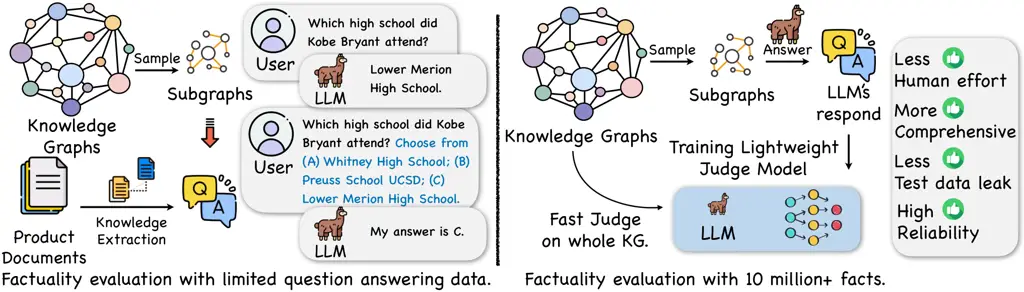 Sample
Subgraphs
Knowledge
Graphs
Product
Documents
Knowledge
Extraction
Q
A
User
Which high school did
Kobe Bryant attend?
LLM
Lower Merion
High School.
User
Which high school did Kobe
Bryant attend? Choose from
(A) Whitney High School; (B)
Preuss School UCSD; (C)
Lower Merion High School.
LLM
My answer is C.
Factuality evaluation with limited question answering data.
Knowledge Graphs
Sample
Subgraphs
Answer
Q
A
LLM's
respond
Training Lightweight
Judge Model
Fast Judge
on whole KG.
LLM
Less
Human effort
More
Comprehensive
Less
Test data leak
High
Reliability
Factuality evaluation with 10 million+ facts.